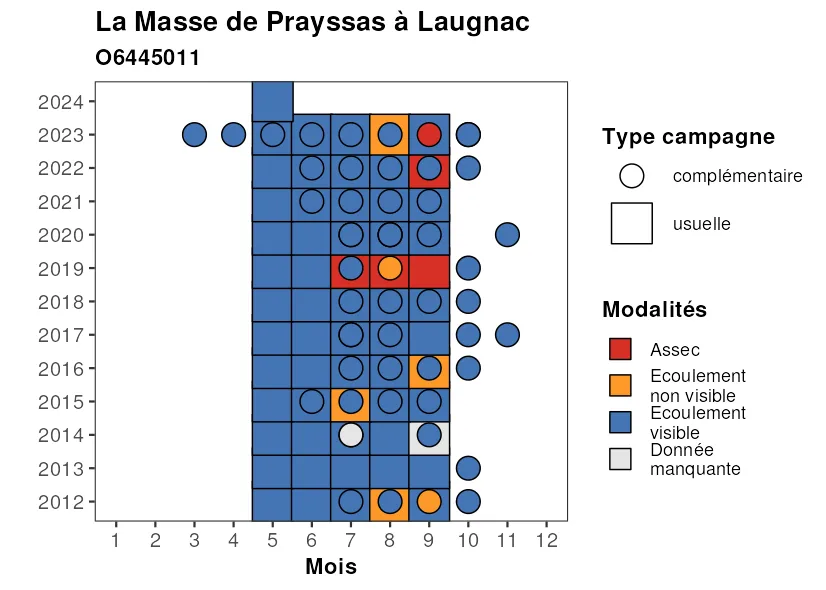 La Masse de Prayssas à Laugnac
O6445011
2024
2023
2022
2021
2020
2019
2018
2017
2016
2015
2014
2013
2012
1 2 3 4 5 6 7 8 9 10 11 12
Mois
Type campagne
complémentaire
usuelle
Modalités
Assec
Ecoulement
non visible
Ecoulement
visible
Donnée
manquante